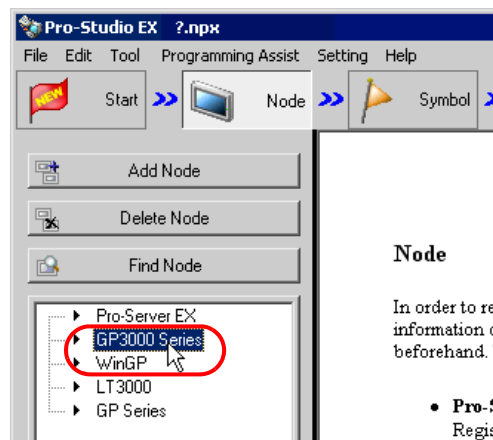 Pro-Studio EX ?.npx
File Edit Tool Programming Assist Setting Help
NEW Start Node Symbol
Add Node
Delete Node
Find Node
Pro-Server EX
GP3000 Series
WinGP
LT3000
GP Series
Node
In order to re
information
beforehand.
Pro-S
Regis